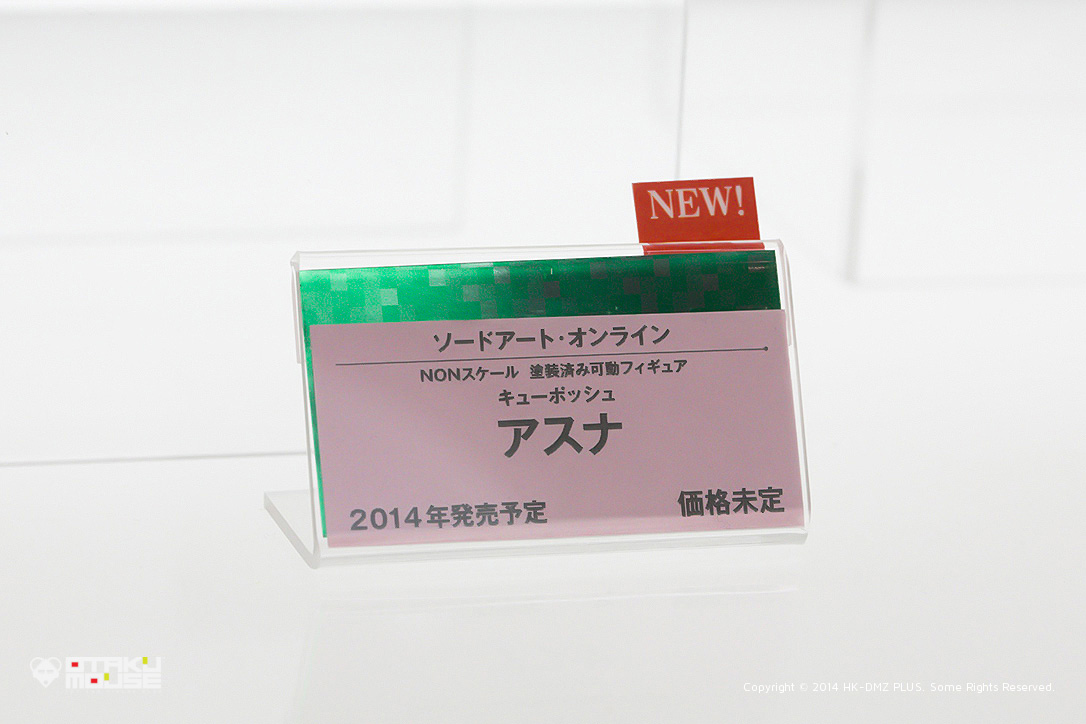 NEW!
ソードアート・オンライン
NONスケール 塗装済み可動フィギュア
キューポッシュ
アスナ
2014年発売予定
価格未定
OTAKU
MOUSE
Copyright © 2014 HK-DMZ PLUS. Some Rights Reserved.